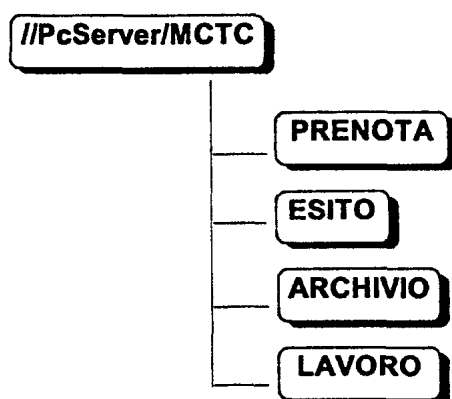 //PcServer/MCTC
PRENOTA
ESITO
ARCHIVIO
LAVORO